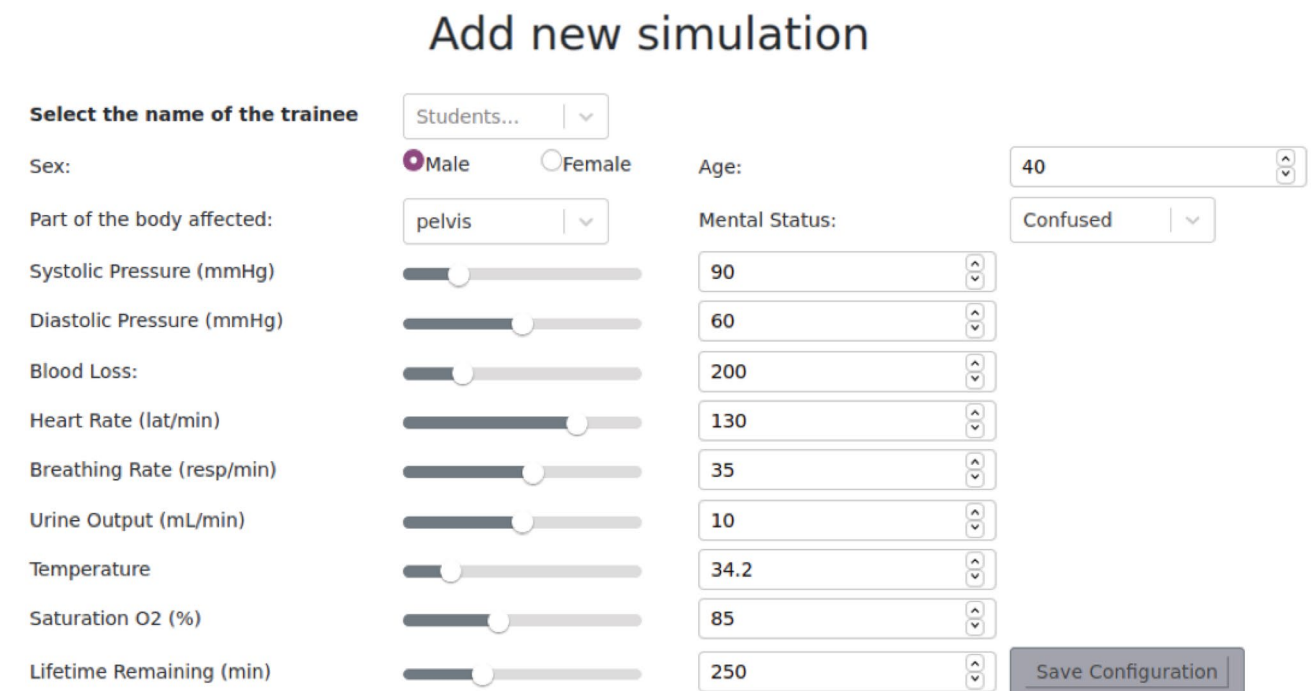 Add new simulation
Select the name of the trainee Students...
Sex: Male Female Age: 40
Part of the body affected: pelvis Mental Status: Confused
Systolic Pressure (mmHg) 90
Diastolic Pressure (mmHg) 60
Blood Loss: 200
Heart Rate (lat/min) 130
Breathing Rate (resp/min) 35
Urine Output (mL/min) 10
Temperature 34.2
Saturation O2 (%) 85
Lifetime Remaining (min) 250 Save Configuration